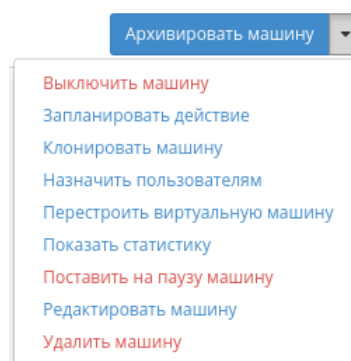 Архивировать машину
Выключить машину
Запланировать действие
Клонировать машину
Назначить пользователям
Перестроить виртуальную машину
Показать статистику
Поставить на паузу машину
Редактировать машину
Удалить машину